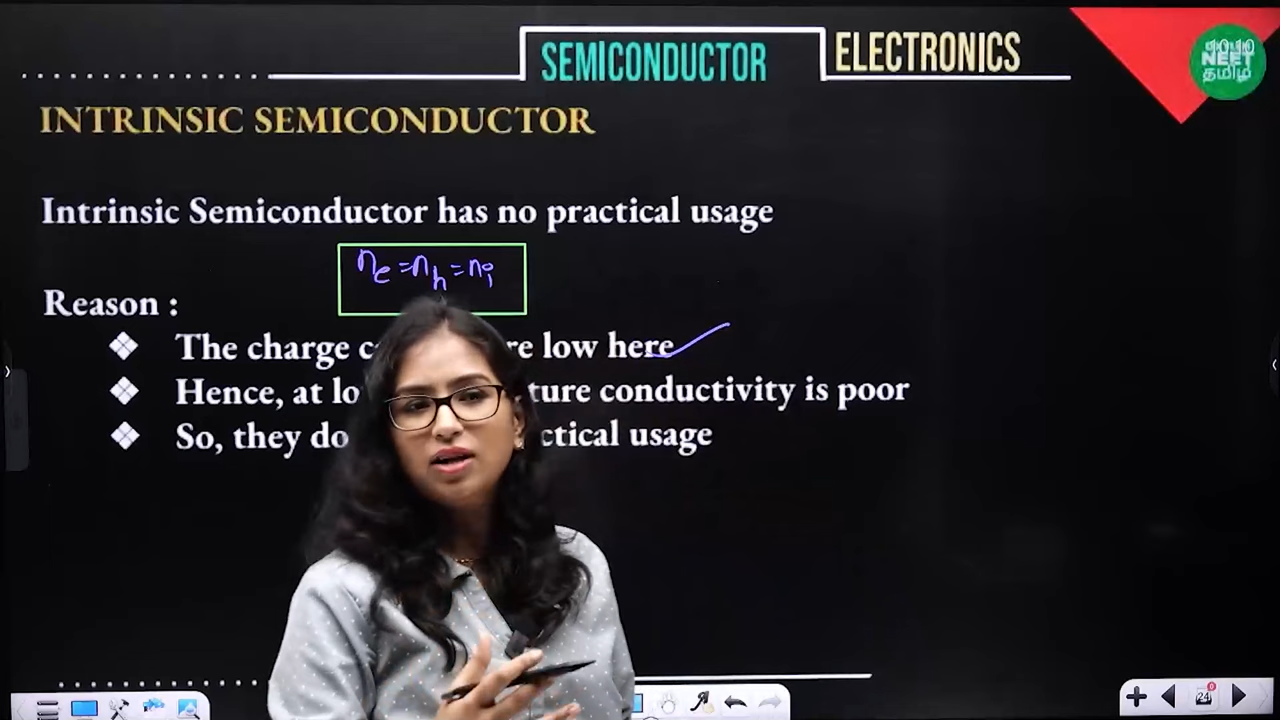 SEMICONDUCTOR ELECTRONICS
NEET
தமிழ்
INTRINSIC SEMICONDUCTOR
Intrinsic Semiconductor has no practical usage
nₑ = nₕ = nᵢ
Reason :
❖ The charge re low here
❖ Hence, at lo ture conductivity is poor
❖ So, they do ctical usage
24